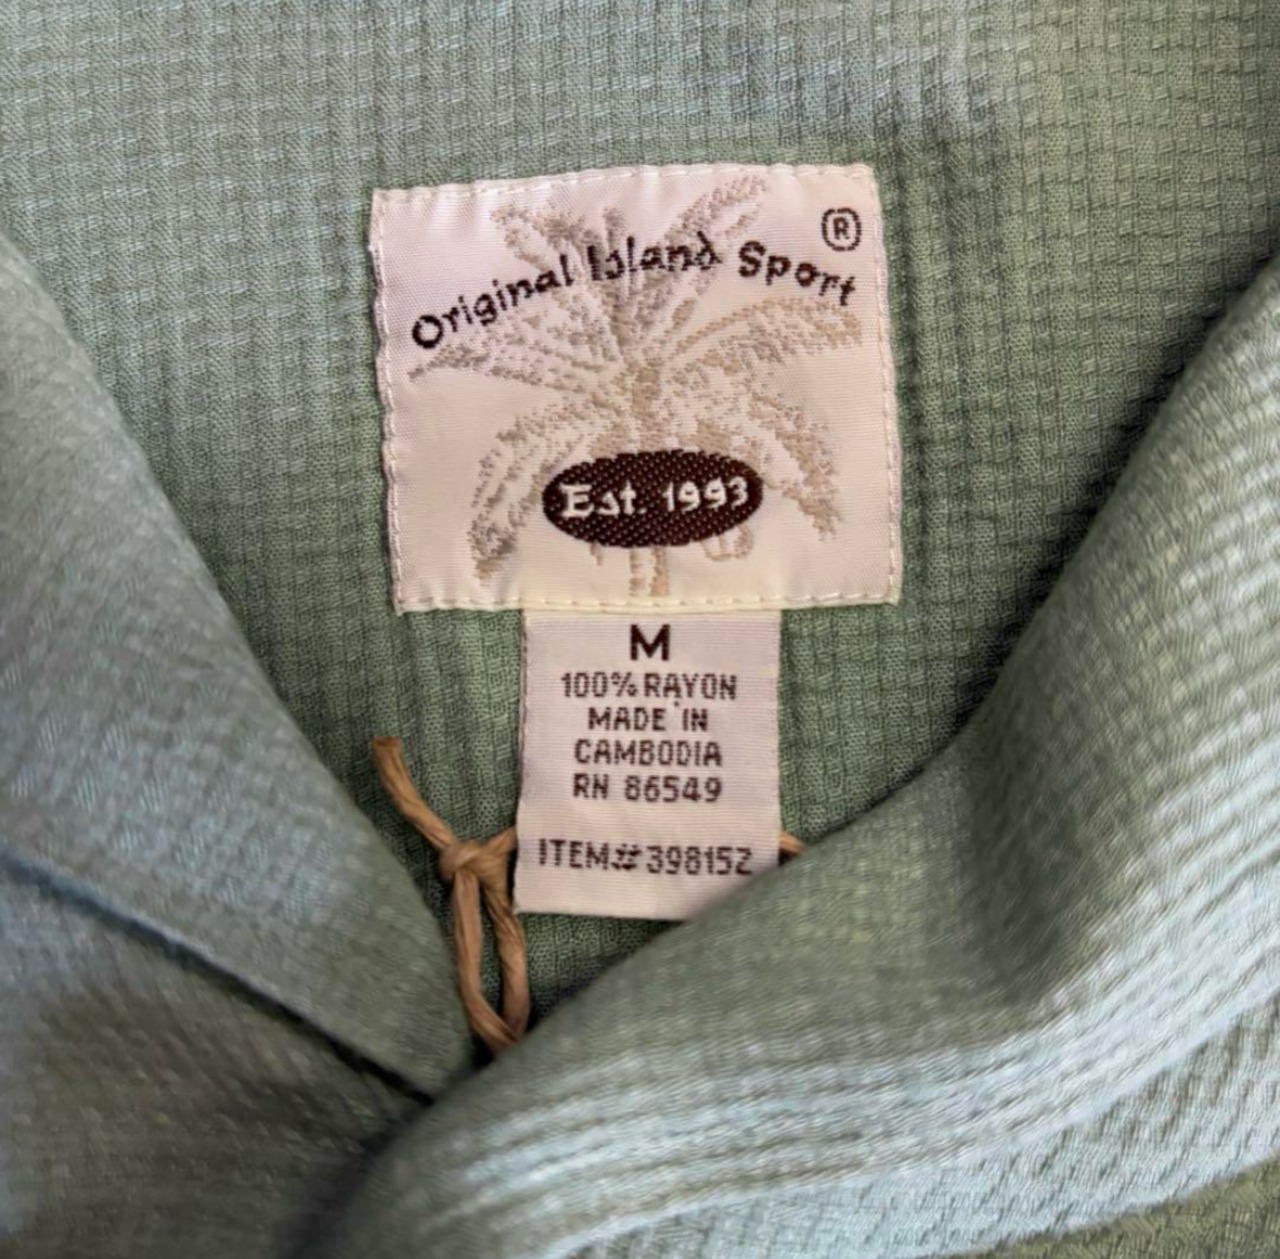 Original Island Sport ®
Est. 1993
M
100% RAYON
MADE IN
CAMBODIA
RN 86549
ITEM# 398152